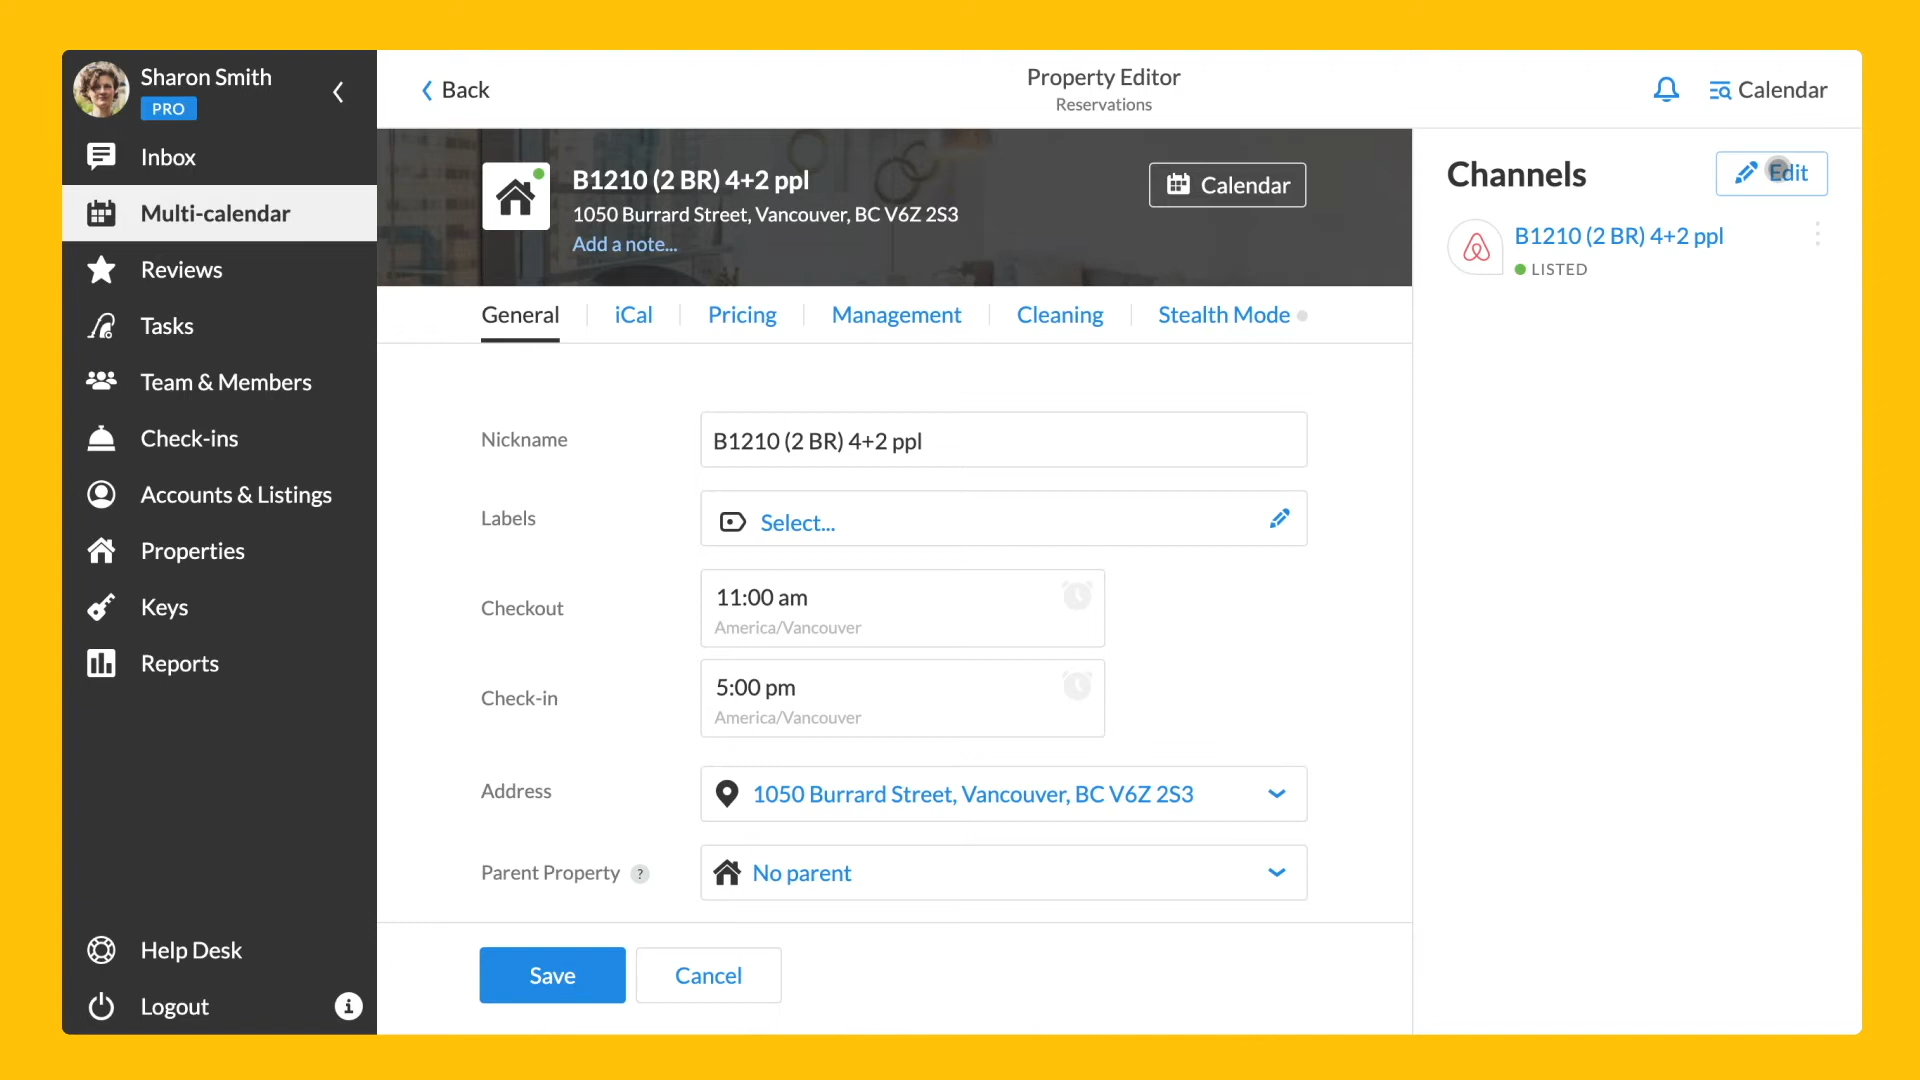 Sharon Smith
PRO
Inbox
Multi-calendar
Reviews
Tasks
Team & Members
Check-ins
Accounts & Listings
Properties
Keys
Reports
Help Desk
Logout
Back
Property Editor
Reservations
Calendar
B1210 (2 BR) 4+2 ppl
1050 Burrard Street, Vancouver, BC V6Z 2S3
Add a note...
Calendar
General
iCal
Pricing
Management
Cleaning
Stealth Mode
Nickname
B1210 (2 BR) 4+2 ppl
Labels
Select...
Checkout
11:00 am
America/Vancouver
Check-in
5:00 pm
America/Vancouver
Address
1050 Burrard Street, Vancouver, BC V6Z 2S3
Parent Property ?
No parent
Save
Cancel
Channels
Edit
B1210 (2 BR) 4+2 ppl
LISTED